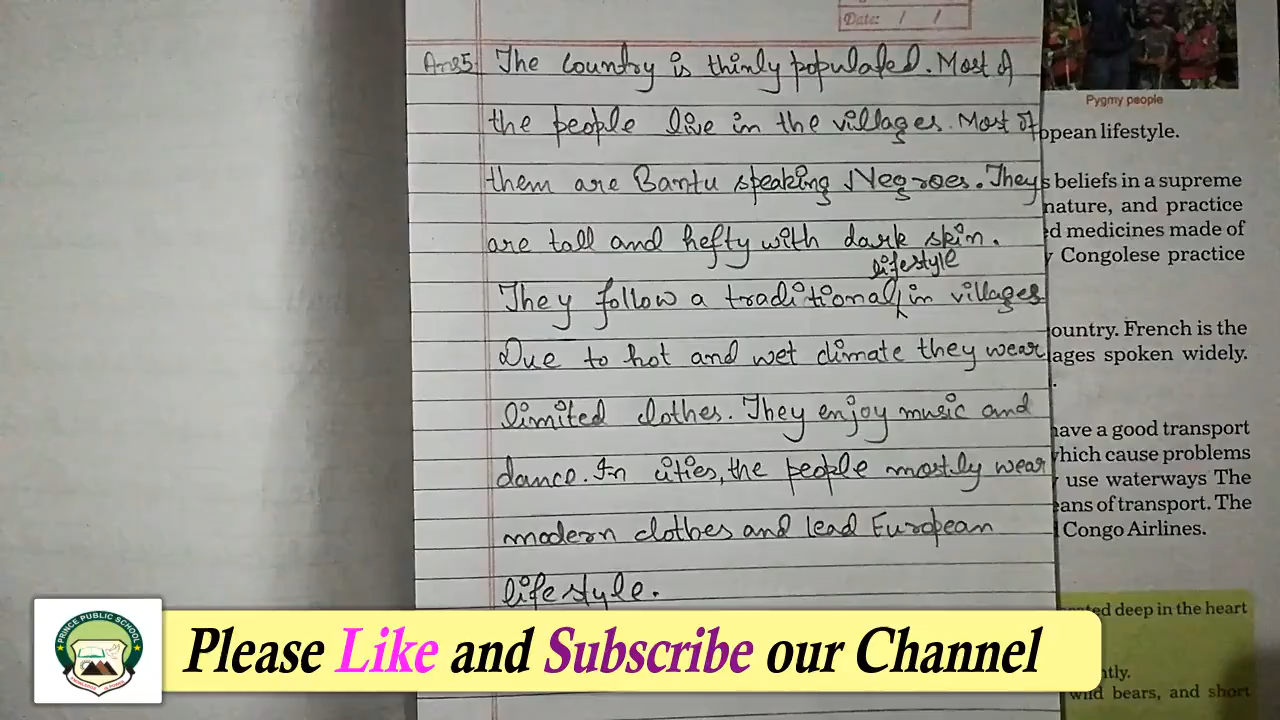 Date: / /
Ans5 The country is thinly populated. Most of
the people live in the villages. Most of
them are Bantu speaking Negroes. They
are tall and hefty with dark skin.
lifestyle
They follow a traditional in villages
Due to hot and wet climate they wear
limited clothes. They enjoy music and
dance. In cities, the people mostly wear
modern clothes and lead European
lifestyle.
Pygmy people
opean lifestyle.
s beliefs in a supreme
nature, and practice
d medicines made of
Congolese practice
ountry. French is the
ages spoken widely.
have a good transport
which cause problems
use waterways The
eans of transport. The
Congo Airlines.
ted deep in the heart
ntly.
wild bears, and short
PRINCE PUBLIC SCHOOL
Please Like and Subscribe our Channel